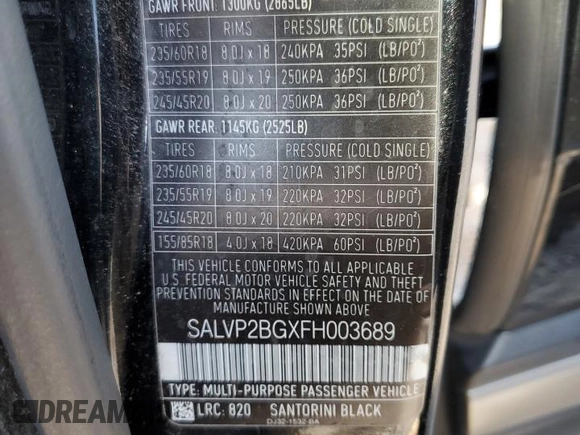 GAWR FRONT: 1300KG (2865LB)
TIRES RIMS PRESSURE (COLD SINGLE)
235/60R18 8.0J x 18 240KPA 35PSI (LB/PO²)
235/55R19 8.0J x 19 250KPA 36PSI (LB/PO²)
245/45R20 8.0J x 20 250KPA 36PSI (LB/PO²)
GAWR REAR: 1145KG (2525LB)
TIRES RIMS PRESSURE (COLD SINGLE)
235/60R18 8.0J x 18 210KPA 31PSI (LB/PO²)
235/55R19 8.0J x 19 220KPA 32PSI (LB/PO²)
245/45R20 8.0J x 20 220KPA 32PSI (LB/PO²)
155/85R18 4.0J x 18 420KPA 60PSI (LB/PO²)
THIS VEHICLE CONFORMS TO ALL APPLICABLE
U.S. FEDERAL MOTOR VEHICLE SAFETY AND THEFT
PREVENTION STANDARDS IN EFFECT ON THE DATE OF
MANUFACTURE SHOWN ABOVE.
SALVP2BGXFH003689
TYPE: MULTI-PURPOSE PASSENGER VEHICLE
LRC: 820 SANTORINI BLACK
DJ32-1532-BA